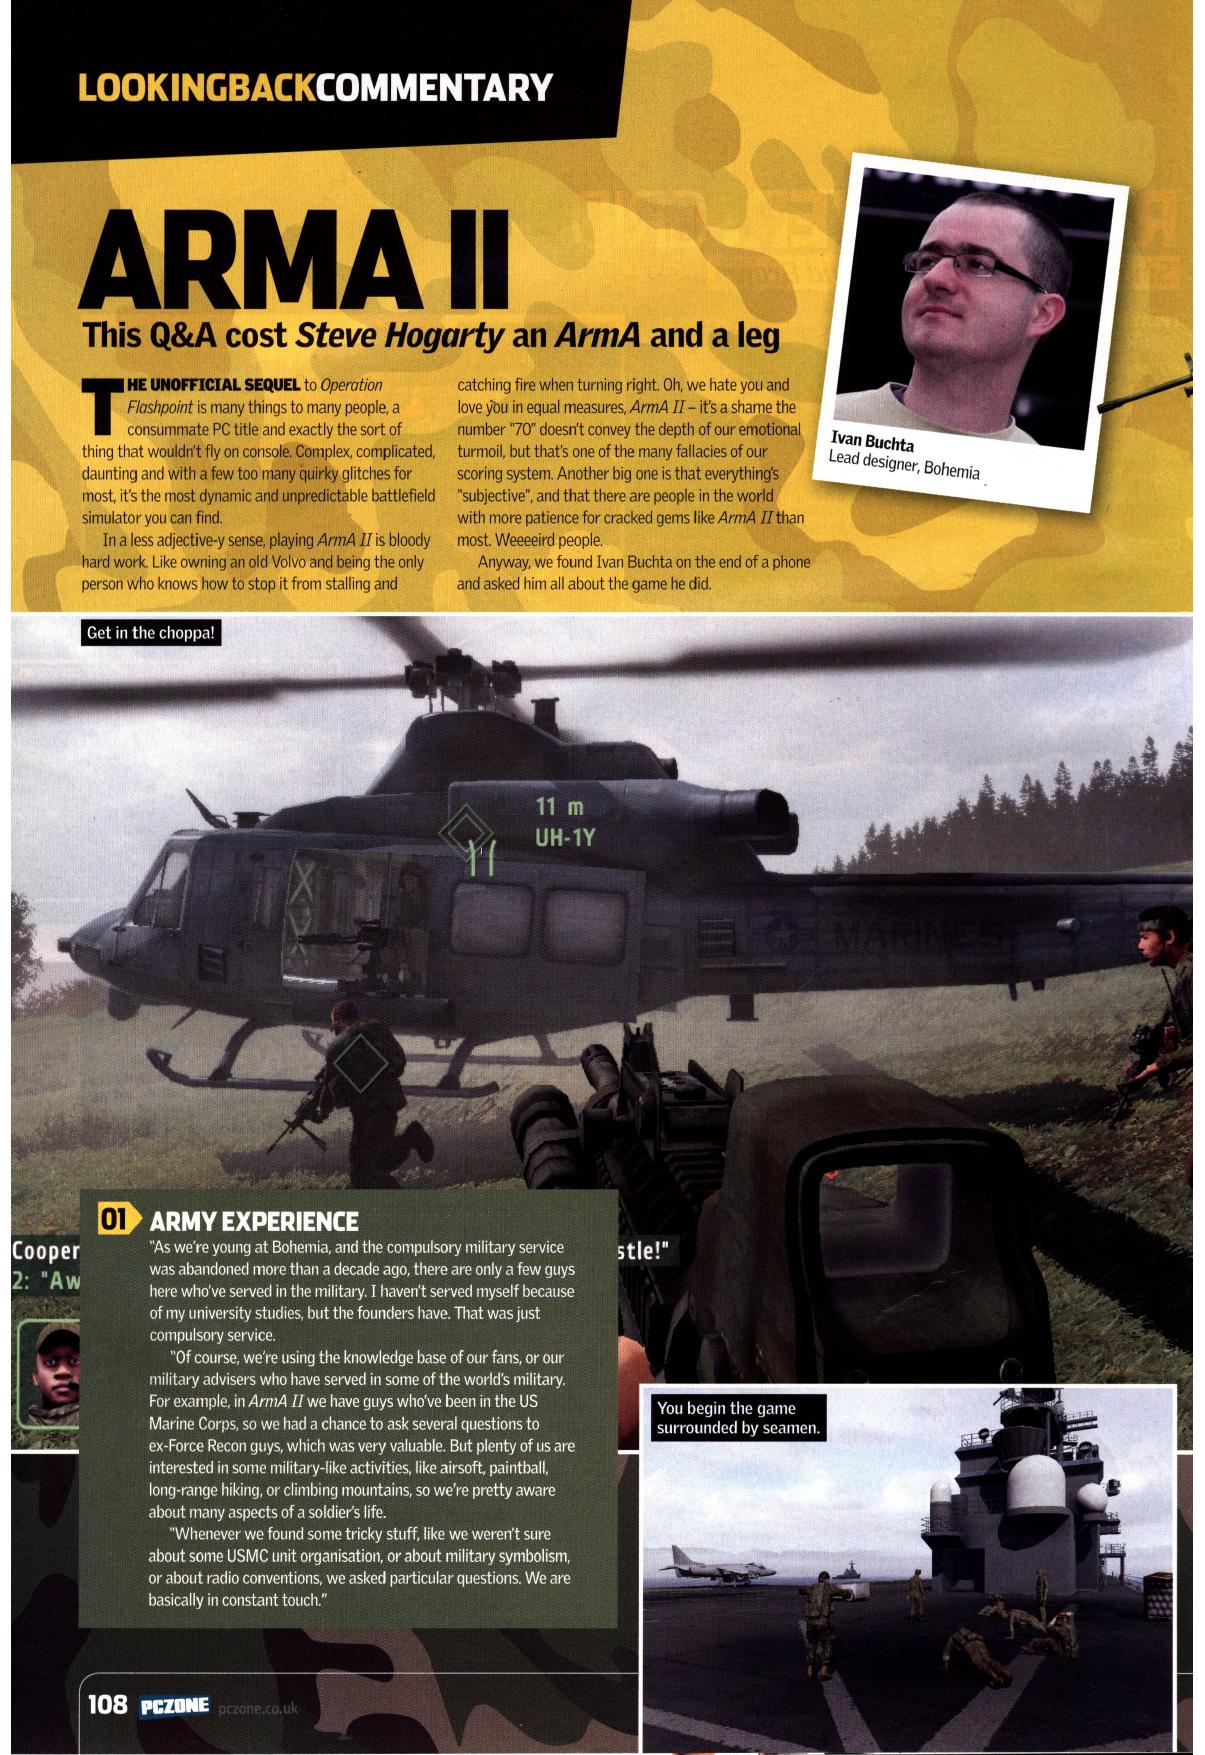 LOOKINGBACKCOMMENTARY
ARMA II
This Q&A cost Steve Hogarty an ArmA and a leg
THE UNOFFICIAL SEQUEL to Operation
Flashpoint is many things to many people, a
consummate PC title and exactly the sort of
thing that wouldn't fly on console. Complex, complicated,
daunting and with a few too many quirky glitches for
most, it's the most dynamic and unpredictable battlefield
simulator you can find.
In a less adjective-y sense, playing ArmA II is bloody
hard work. Like owning an old Volvo and being the only
person who knows how to stop it from stalling and
catching fire when turning right. Oh, we hate you and
love you in equal measures, ArmA II – it's a shame the
number "70" doesn't convey the depth of our emotional
turmoil, but that's one of the many fallacies of our
scoring system. Another big one is that everything's
"subjective", and that there are people in the world
with more patience for cracked gems like ArmA II than
most. Weeeeird people.
Anyway, we found Ivan Buchta on the end of a phone
and asked him all about the game he did.
Ivan Buchta
Lead designer, Bohemia
Get in the choppa!
11 m
UH-1Y
MARINES
Cooper
stle!"
2: "Aw
01 ARMY EXPERIENCE
"As we're young at Bohemia, and the compulsory military service
was abandoned more than a decade ago, there are only a few guys
here who've served in the military. I haven't served myself because
of my university studies, but the founders have. That was just
compulsory service.
"Of course, we're using the knowledge base of our fans, or our
military advisers who have served in some of the world's military.
For example, in ArmA II we have guys who've been in the US
Marine Corps, so we had a chance to ask several questions to
ex-Force Recon guys, which was very valuable. But plenty of us are
interested in some military-like activities, like airsoft, paintball,
long-range hiking, or climbing mountains, so we're pretty aware
about many aspects of a soldier's life.
"Whenever we found some tricky stuff, like we weren't sure
about some USMC unit organisation, or about military symbolism,
or about radio conventions, we asked particular questions. We are
basically in constant touch."
You begin the game
surrounded by seamen.
108 PCZONE pczone.co.uk